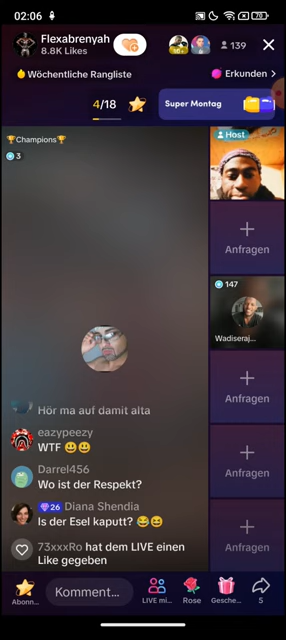 02:06
70
Flexabrenyah
8.8K Likes
139
Wöchentliche Rangliste
Erkunden >
4/18
Super Montag
🏆Champions🏆
3
Host
Anfragen
147
Wadiseraj...
Anfragen
Anfragen
Anfragen
Hör ma auf damit alta
eazypeezy
WTF 😃😃
Darrel456
Wo ist der Respekt?
26 Diana Shendia
Is der Esel kaputt? 😂😆
73xxxRo hat dem LIVE einen
Like gegeben
Abonn...
Komment...
LIVE mi...
Rose
Gesche...
5